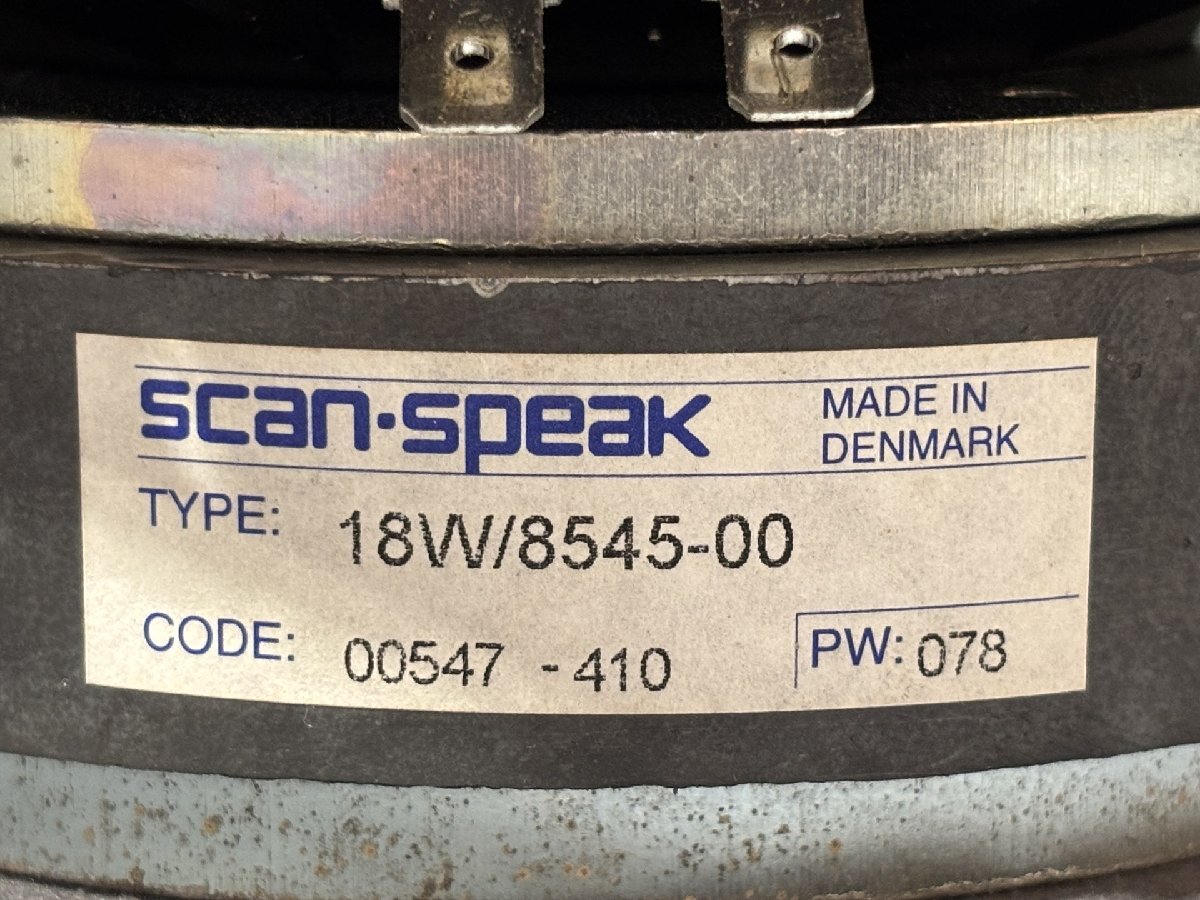 scan·speak MADE IN
DENMARK
TYPE: 18W/8545-00
CODE: 00547 -410 PW: 078